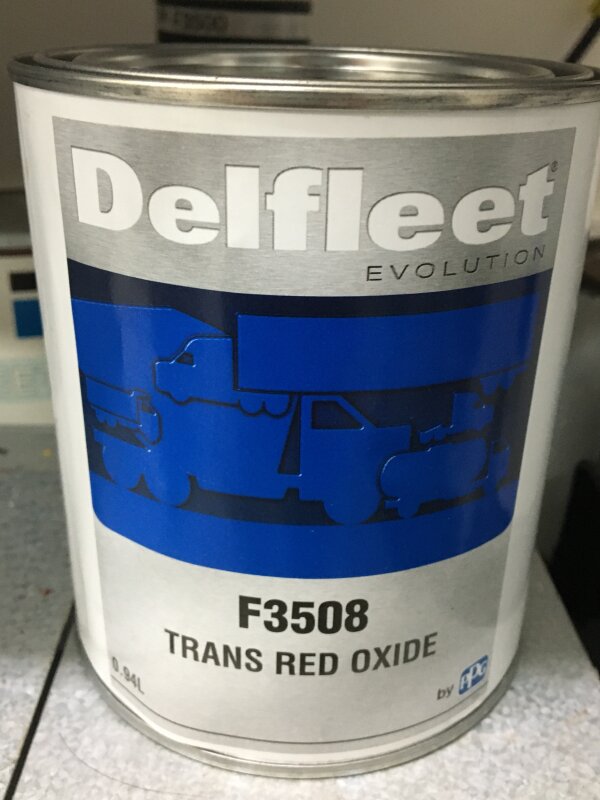 Delfleet®
EVOLUTION
F3508
TRANS RED OXIDE
0.94L
by PPG